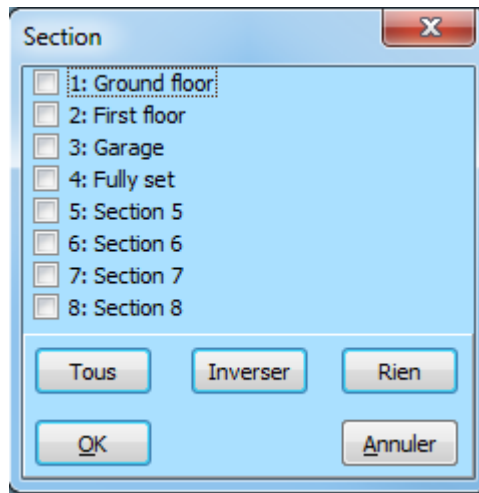 Section
1: Ground floor
2: First floor
3: Garage
4: Fully set
5: Section 5
6: Section 6
7: Section 7
8: Section 8
Tous Inverser Rien
OK Annuler